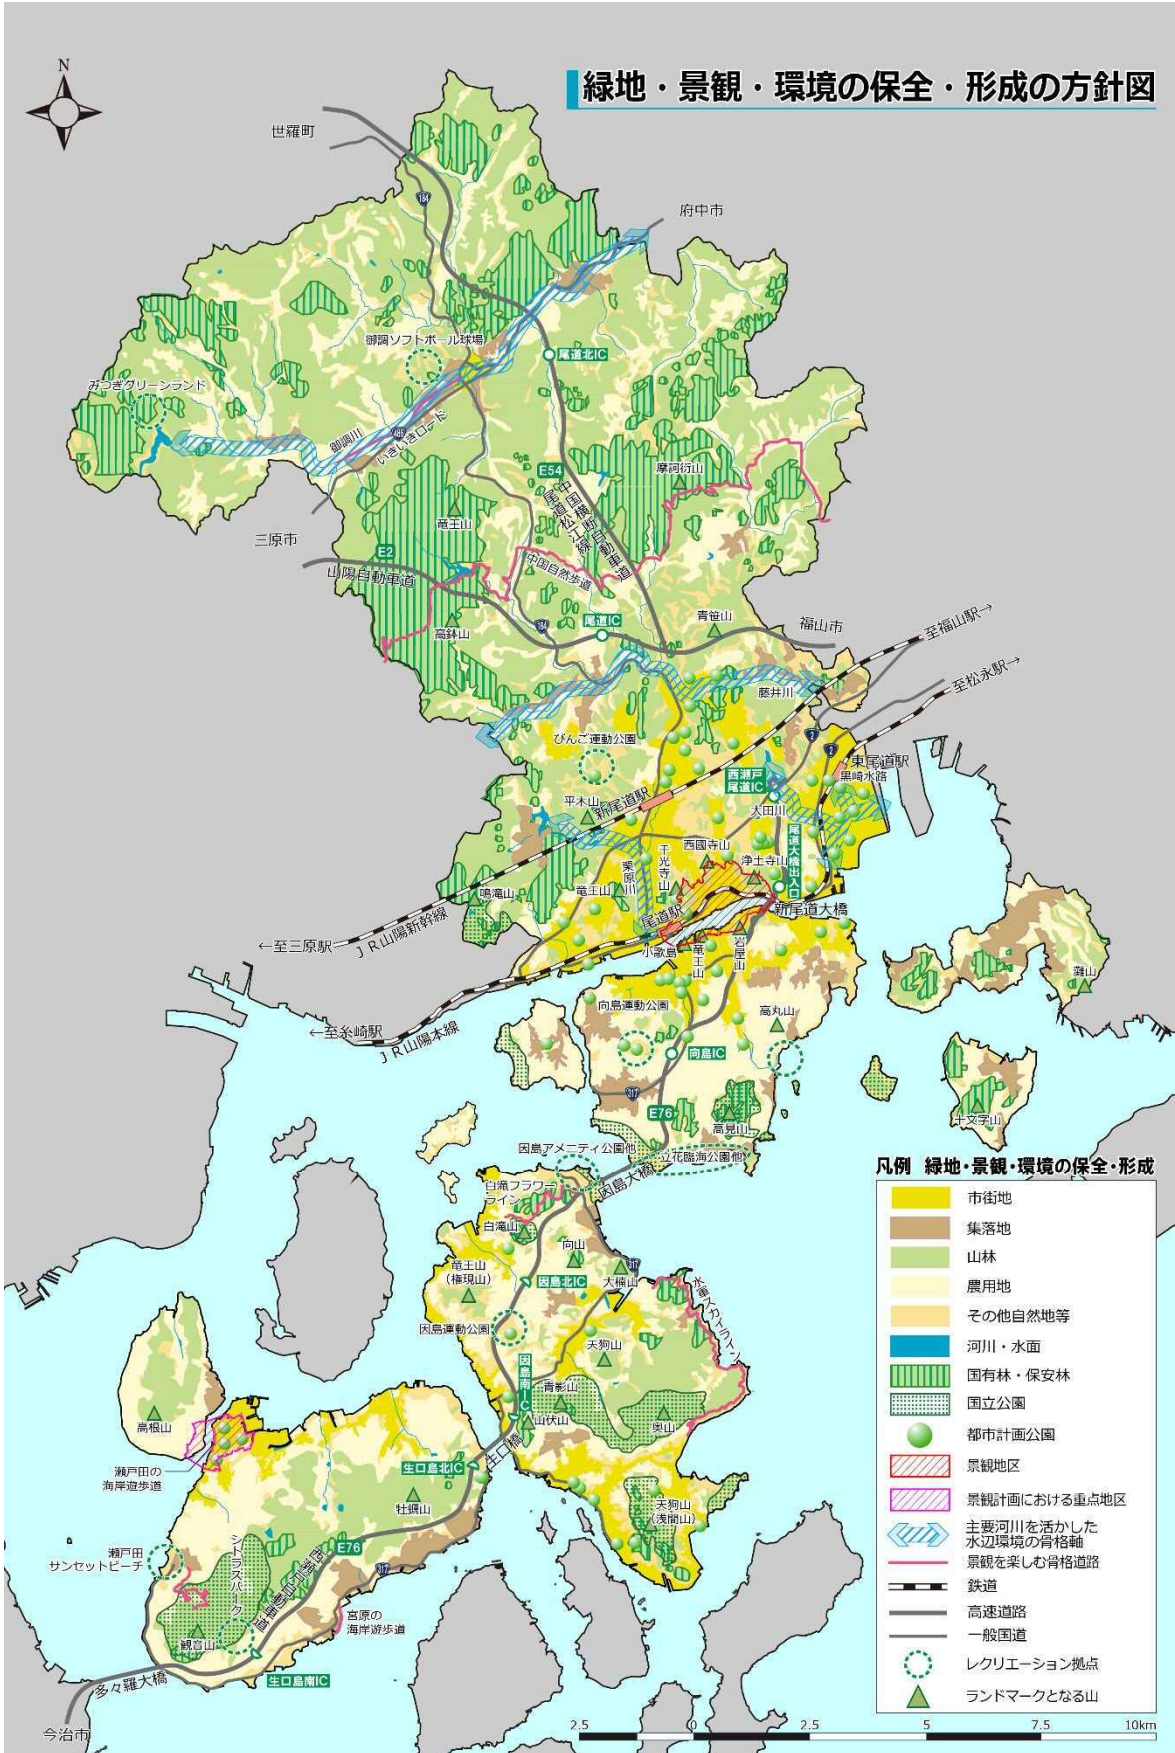 緑地・景観・環境の保全・形成の方針図
N
世羅町
184
府中市
御調ソフトボール球場
尾道北IC
みつぎグリーンランド
御調川
486
いきいきロード
E54
中国横断自動車道
尾道松江線
摩訶衍山
竜王山
三原市
E2
山陽自動車道
中国自然歩道
高鉢山
184
尾道IC
青笹山
福山市
至福山駅→
至松永駅→
藤井川
びんご運動公園
2
2
西瀬戸
尾道IC
東尾道駅
黒崎水路
平木山
新尾道駅
大田川
尾道大橋出入口
西國寺山
浄土寺山
千光寺山
栗原川
竜王山
鳴滝山
尾道駅
新尾道大橋
←至三原駅
JR山陽新幹線
小歌島
竜王山
岩屋山
灘山
向島運動公園
高丸山
←至糸崎駅
JR山陽本線
向島IC
317
E76
高見山
十文字山
因島アメニティ公園他
立花臨海公園他
因島大橋
白滝フラワー
ライン
白滝山
向山
竜王山
(権現山)
因島北IC
大楠山
317
水軍スカイライン
因島運動公園
天狗山
因島南IC
青影山
山伏山
奥山
高根山
瀬戸田の
海岸遊歩道
生口橋
生口島北IC
牡蠣山
天狗山
(浅間山)
瀬戸田
サンセットビーチ
シトラスパーク
E76
西瀬戸自動車道
317
宮原の
海岸遊歩道
観音山
生口島南IC
多々羅大橋
今治市
凡例 緑地・景観・環境の保全・形成
市街地
集落地
山林
農用地
その他自然地等
河川・水面
国有林・保安林
国立公園
都市計画公園
景観地区
景観計画における重点地区
主要河川を活かした
水辺環境の骨格軸
景観を楽しむ骨格道路
鉄道
高速道路
一般国道
レクリエーション拠点
ランドマークとなる山
2.5 0 2.5 5 7.5 10km